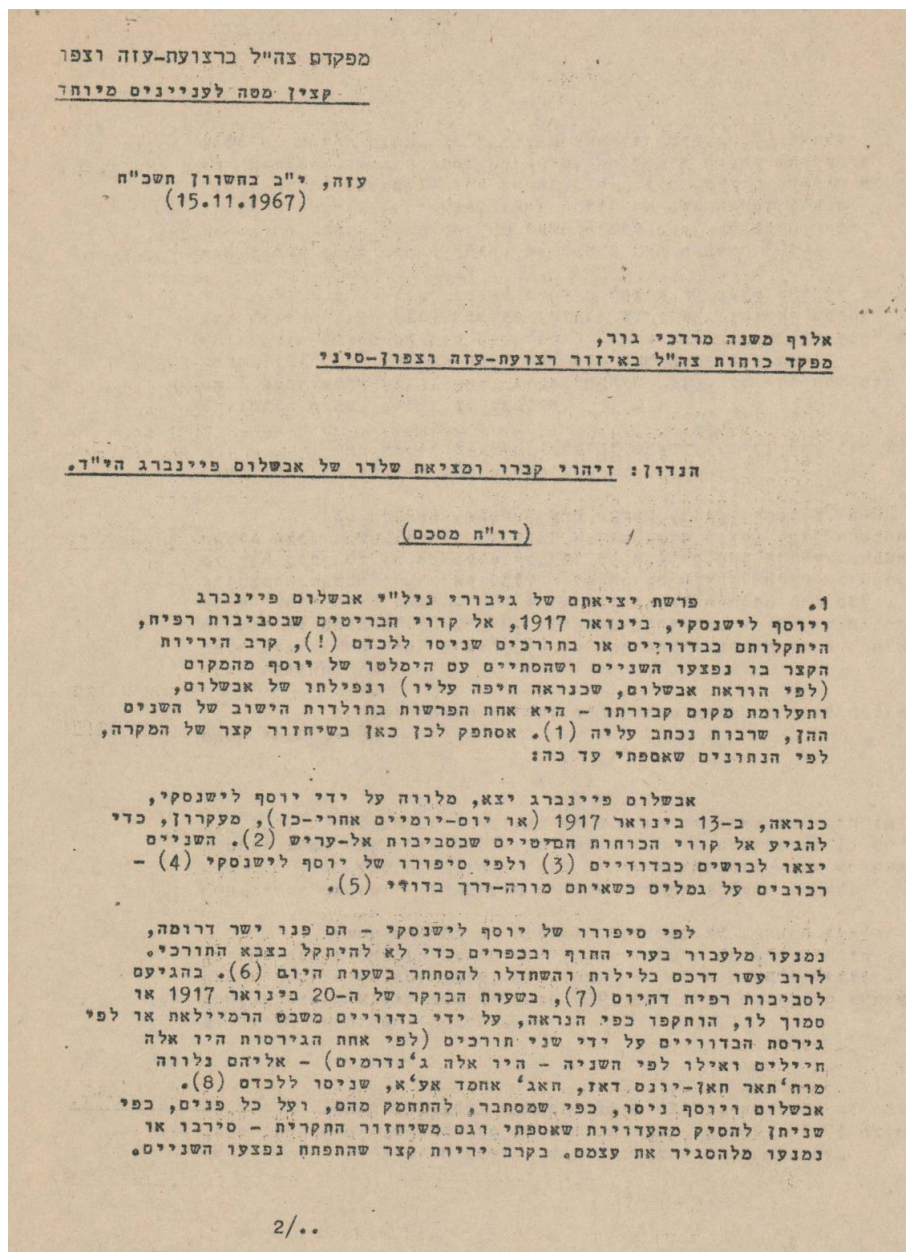 מפקדת צה"ל ברצועת-עזה וצפו
קצין מטה לעניינים מיוחד
עזה, י"ב בחשוון תשכ"ח
(15.11.1967)
אלוף משנה מרדכי גור,
מפקד כוחות צה"ל באיזור רצועת-עזה וצפון-סיני
הנדון: זיהוי קברו ומציאת שלדו של אבשלום פיינברג הי"ד.
(דו"ח מסכם)
1. פרשת יציאתם של גיבורי ניל"י אבשלום פיינברג
ויוסף לישנסקי, בינואר 1917, אל קווי הבריטים שבסביבות רפיח,
היתקלותם בבדווים או בתורכים שניסו ללכדם (!), קרב היריות
הקצר בו נפצעו השניים ושהסתיים עם הימלטו של יוסף מהמקום
(לפי הוראת אבשלום, שכנראה חיפה עליו) ונפילתו של אבשלום,
ותעלומת מקום קבורתו - היא אחת הפרשות בתולדות הישוב של השנים
ההן, שרבות נכתב עליה (1). אסתפק לכן כאן בשיחזור קצר של המקרה,
לפי הנתונים שאספתי עד כה:
אבשלום פיינברג יצא, מלווה על ידי יוסף לישנסקי,
כנראה, ב-13 בינואר 1917 (או יום-יומיים אחרי-כן), מעקרון, כדי
להגיע אל קווי הכוחות הבריטיים שבסביבות אל-עריש (2). השניים
יצאו לבושים כבדווים (3) ולפי סיפורו של יוסף לישנסקי (4) -
רכובים על גמלים כשאיתם מורה-דרך בדווי (5).
לפי סיפורו של יוסף לישנסקי - הם פנו ישר דרומה,
נמנעו מלעבור בערי החוף ובכפרים כדי לא להיתקל בצבא התורכי.
לרוב עשו דרכם בלילות והשתדלו להסתתר בשעות היום (6). בהגיעם
לסביבות רפיח דהיום (7), בשעות הבוקר של ה-20 בינואר 1917 או
סמוך לו, הותקפו כפי הנראה, על ידי בדוויים משבט הרמיילאת או לפי
גירסת הבדוויים על ידי שני תורכים (לפי אחת הגירסות היו אלה
חיילים ואילו לפי השניה - היו אלה ג'נדרמים) - אליהם נלווה
מוח'תאר חאן-יונס דאז, חאג' אחמד אע'א, שניסו ללכדם (8).
אבשלום ויוסף ניסו, כפי שמסתבר, להתחמק מהם, ועל כל פנים, כפי
שניתן להסיק מהעדויות שאספתי וגם משיחזור התקרית - סירבו או
נמנעו מלהסגיר את עצמם. בקרב יריות קצר שהתפתח נפצעו השניים.
2/..